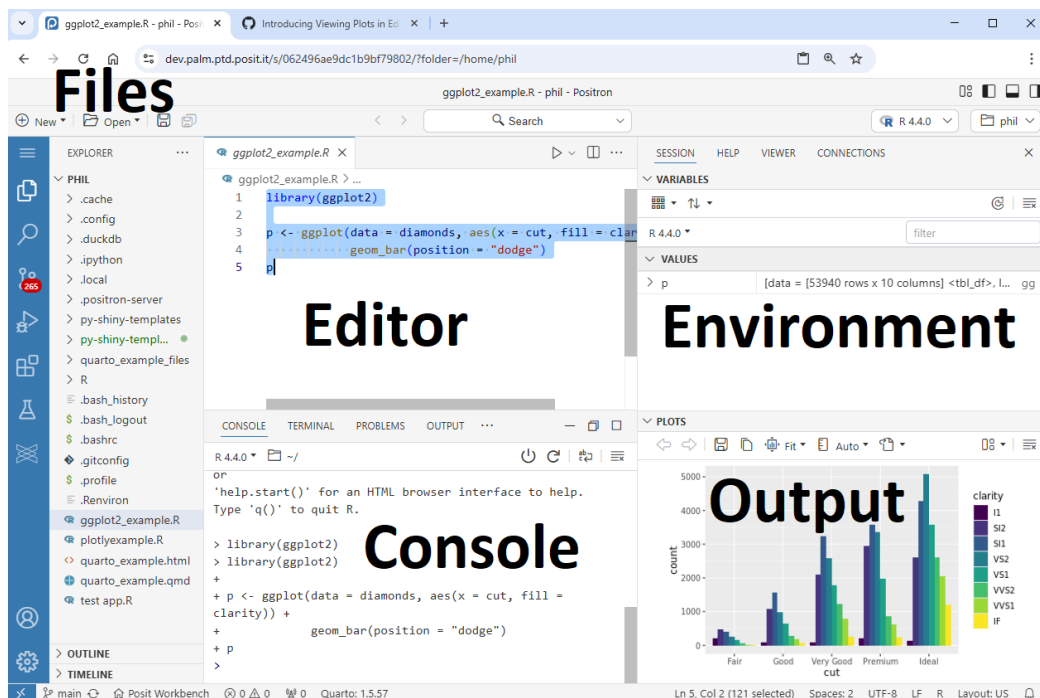 ggplot2_example.R - phil - Posit
Introducing Viewing Plots in Ed
dev.palm.ptd.posit.it/s/062496ae9dc1b9bf79802/?folder=/home/phil
Files
ggplot2_example.R - phil - Positron
New
Open
Search
R 4.4.0
phil
EXPLORER
PHIL
.cache
.config
.duckdb
.ipython
.local
.positron-server
py-shiny-templates
py-shiny-templ...
quarto_example_files
R
.bash_history
$ .bash_logout
$ .bashrc
.gitconfig
$ .profile
.Renviron
ggplot2_example.R
plotlyexample.R
<> quarto_example.html
quarto_example.qmd
test app.R
OUTLINE
TIMELINE
265
ggplot2_example.R
ggplot2_example.R > ...
1 library(ggplot2)
2
3 p <- ggplot(data = diamonds, aes(x = cut, fill = clar
4 geom_bar(position = "dodge")
5 p
Editor
CONSOLE TERMINAL PROBLEMS OUTPUT ...
R 4.4.0 ~/
or
'help.start()' for an HTML browser interface to help.
Type 'q()' to quit R.
> library(ggplot2)
> library(ggplot2)
+
+ p <- ggplot(data = diamonds, aes(x = cut, fill =
clarity)) +
+ geom_bar(position = "dodge")
+ p
>
Console
SESSION HELP VIEWER CONNECTIONS
VARIABLES
R 4.4.0
filter
VALUES
p [data = [53940 rows x 10 columns] <tbl_df>, l... gg
Environment
PLOTS
Fit
Auto
Output
5000
4000
3000
2000
1000
0
count
Fair Good Very Good Premium Ideal
cut
clarity
I1
SI2
SI1
VS2
VS1
VVS2
VVS1
IF
main Posit Workbench 0 0 0 Quarto: 1.5.57 Ln 5, Col 2 (121 selected) Spaces: 2 UTF-8 LF R Layout: US